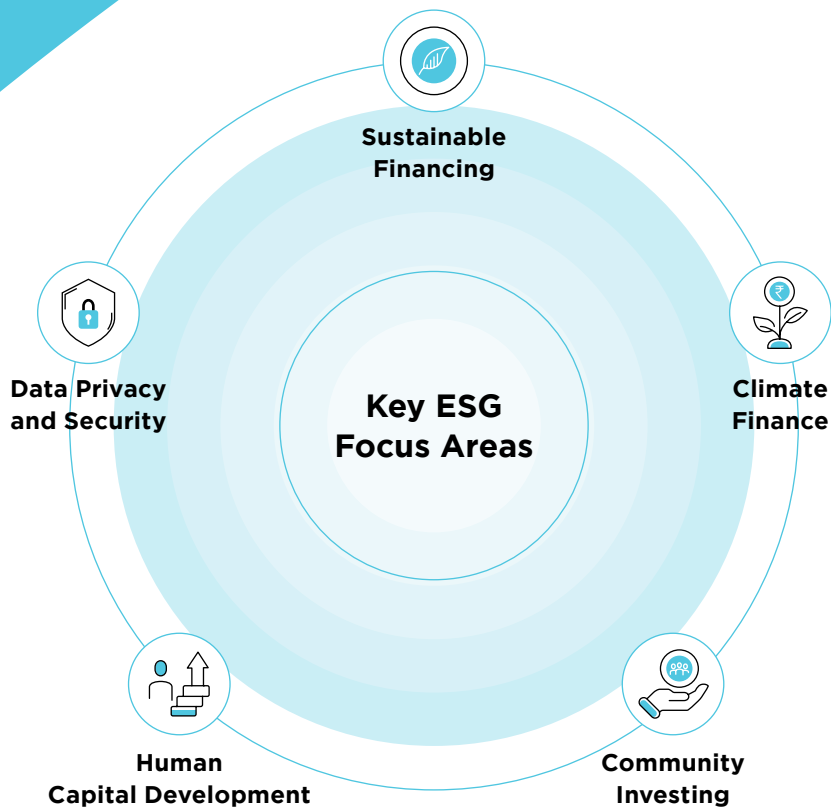 Sustainable
Financing
Data Privacy
and Security
₹
Climate
Finance
Key ESG
Focus Areas
Human
Capital Development
Community
Investing